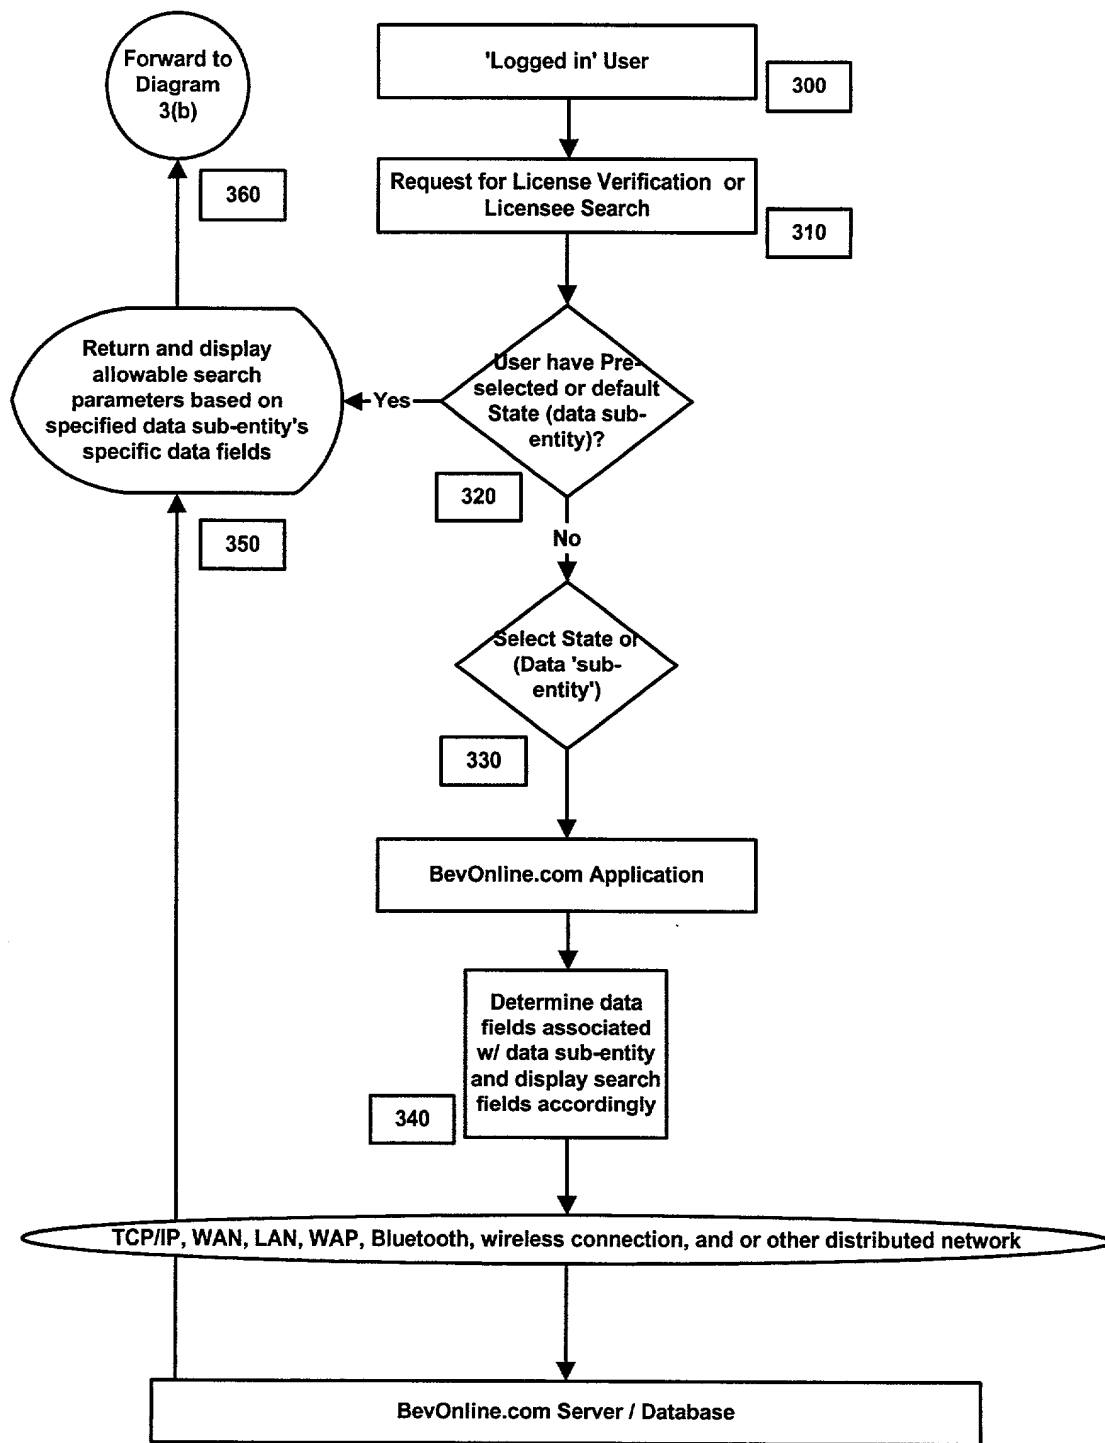 Forward to
Diagram
3(b)
'Logged in' User
300
360
Request for License Verification or
Licensee Search
310
Return and display
allowable search
parameters based on
specified data sub-entity's
specific data fields
Yes
User have Pre-
selected or default
State (data sub-
entity)?
320
350
No
Select State or
(Data 'sub-
entity')
330
BevOnline.com Application
Determine data
fields associated
w/ data sub-entity
and display search
fields accordingly
340
TCP/IP, WAN, LAN, WAP, Bluetooth, wireless connection, and or other distributed network
BevOnline.com Server / Database